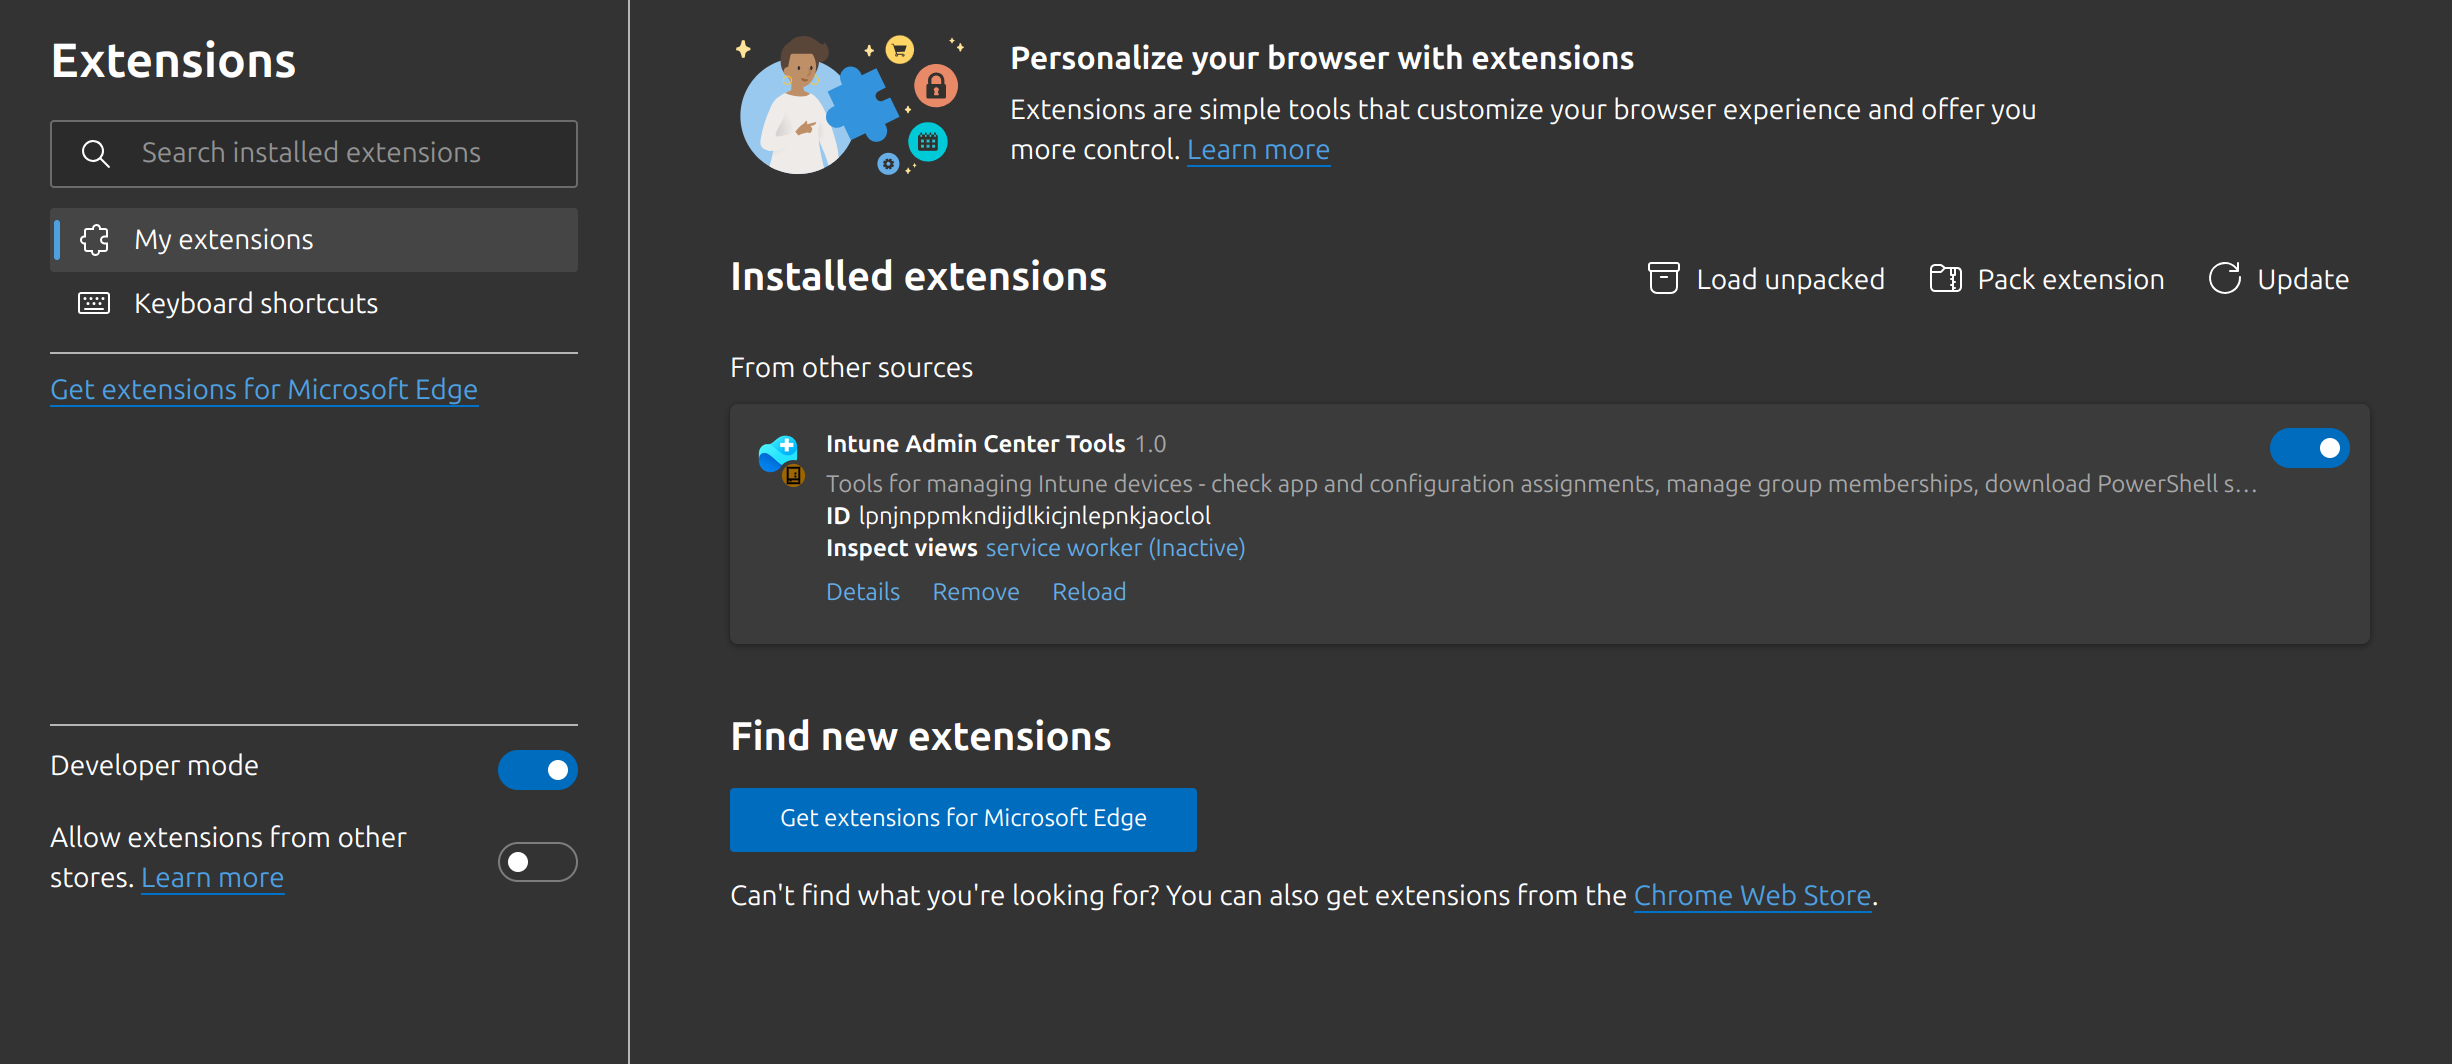 Extensions
Search installed extensions
My extensions
Keyboard shortcuts
Get extensions for Microsoft Edge
Developer mode
Allow extensions from other
stores. Learn more
Personalize your browser with extensions
Extensions are simple tools that customize your browser experience and offer you
more control. Learn more
Installed extensions
Load unpacked
Pack extension
Update
From other sources
Intune Admin Center Tools 1.0
Tools for managing Intune devices - check app and configuration assignments, manage group memberships, download PowerShell s...
ID lpnjnppmkndijdlkicjnlepnkjaoclol
Inspect views service worker (Inactive)
Details Remove Reload
Find new extensions
Get extensions for Microsoft Edge
Can't find what you're looking for? You can also get extensions from the Chrome Web Store.